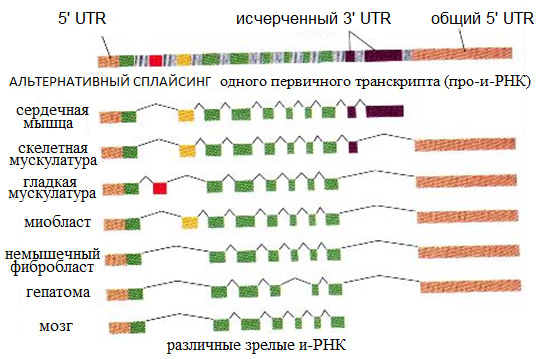 5' UTR исчерченный 3' UTR общий 5' UTR
АЛЬТЕРНАТИВНЫЙ СПЛАЙСИНГ одного первичного транскрипта (про-и-РНК)
сердечная
мышца
скелетная
мускулатура
гладкая
мускулатура
миобласт
немышечный
фибробласт
гепатома
мозг
различные зрелые и-РНК